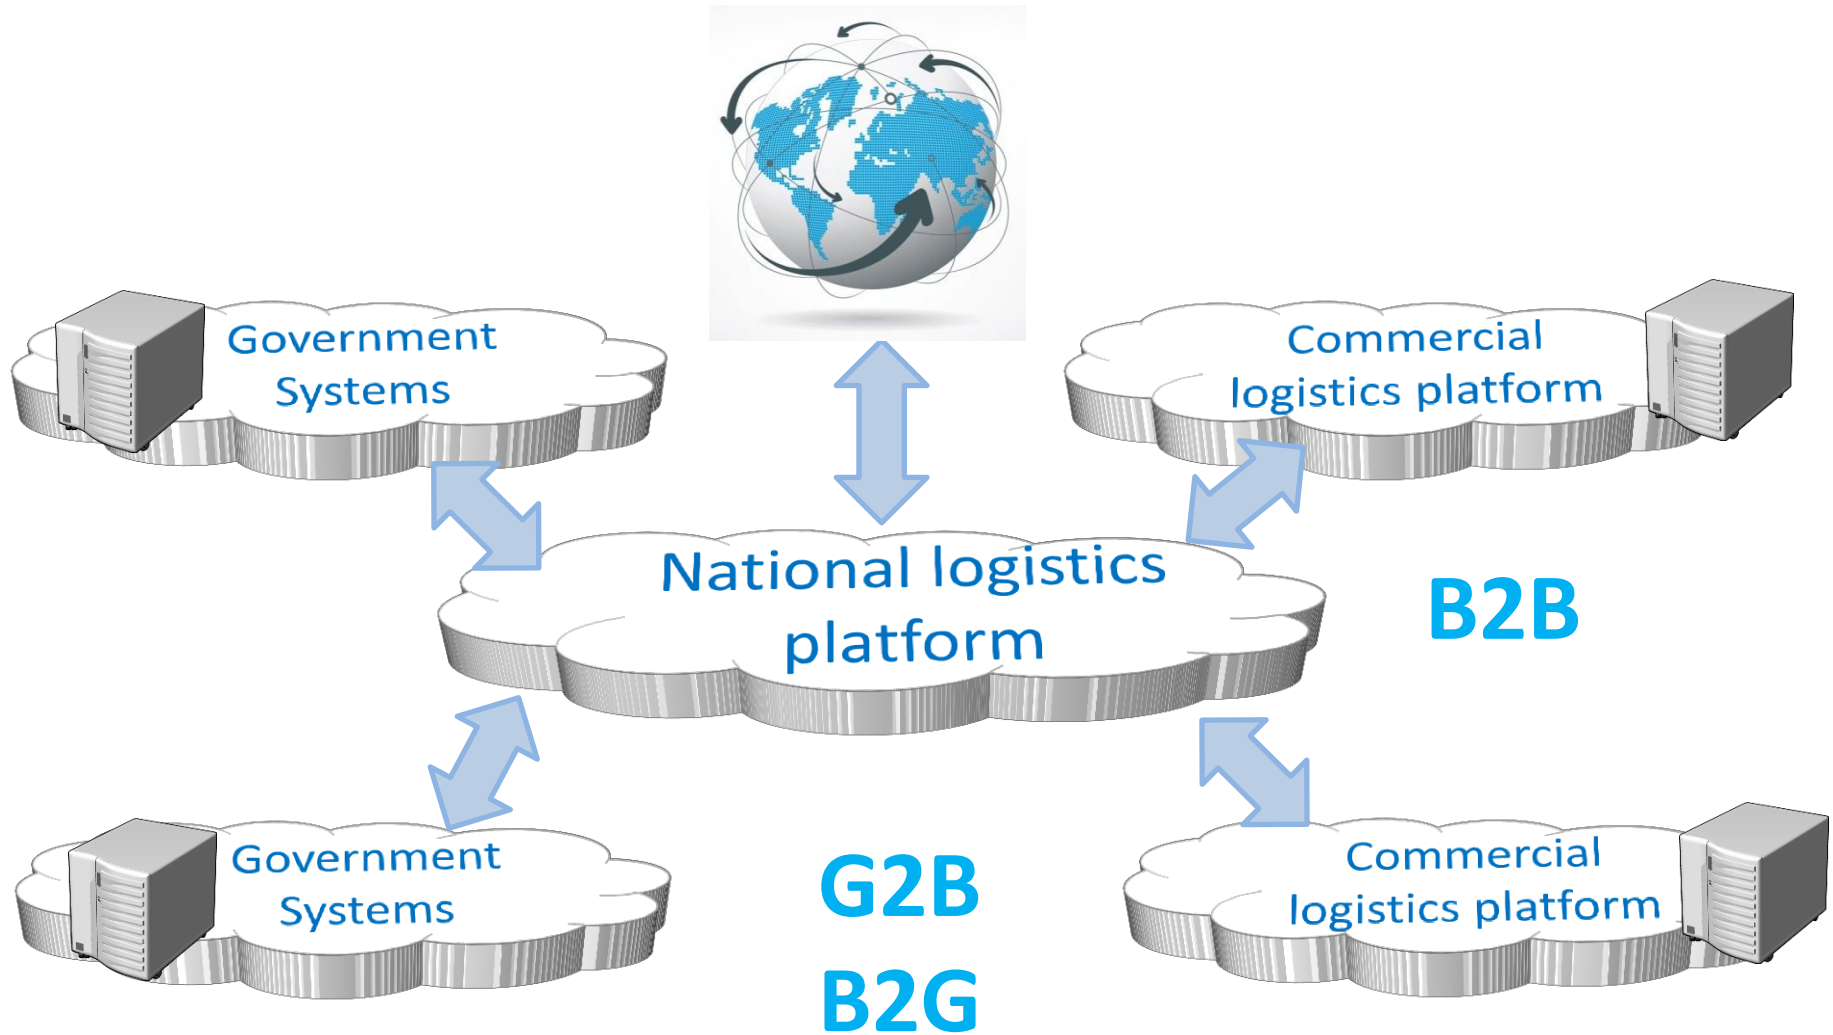 Government
Systems
Commercial
logistics platform
National logistics
platform
B2B
Government
Systems
G2B
B2G
Commercial
logistics platform